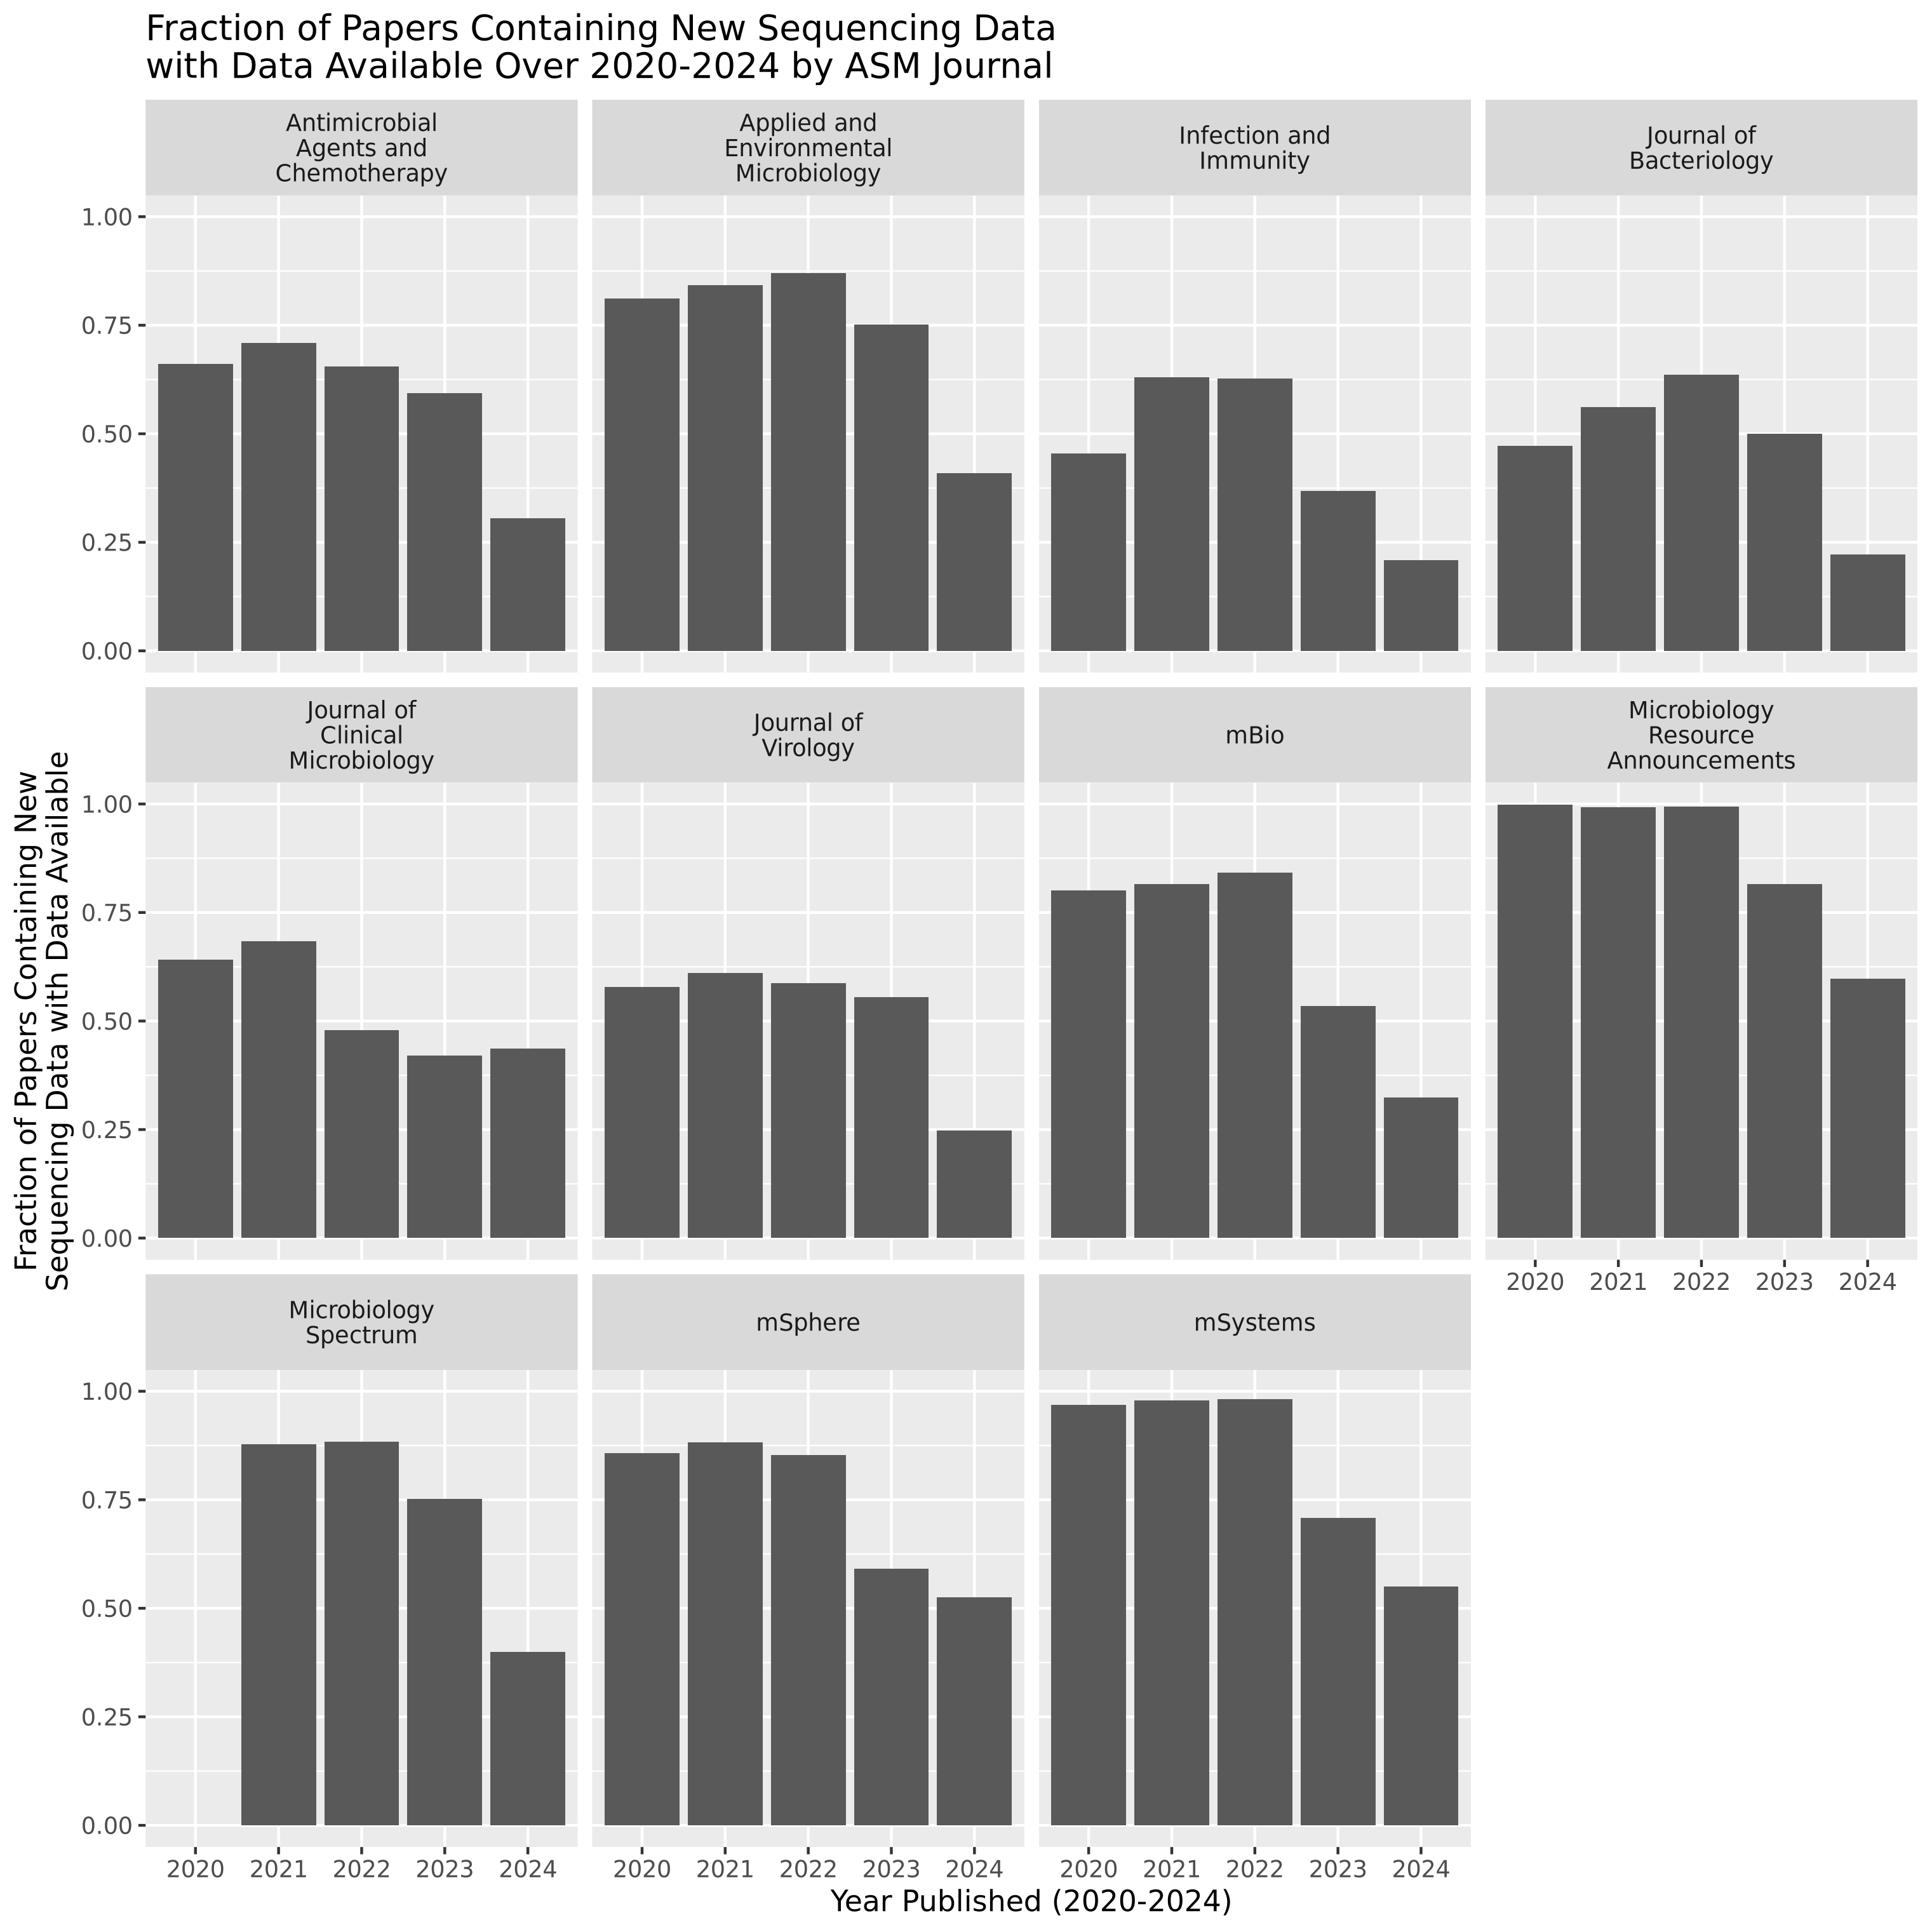 Fraction of Papers Containing New Sequencing Data
with Data Available Over 2020-2024 by ASM Journal
Antimicrobial
Agents and
Chemotherapy
Applied and
Environmental
Microbiology
Infection and
Immunity
Journal of
Bacteriology
1.00
0.75
0.50
0.25
0.00
Journal of
Clinical
Microbiology
Journal of
Virology
mBio
Microbiology
Resource
Announcements
1.00
0.75
0.50
0.25
0.00
2020 2021 2022 2023 2024
Fraction of Papers Containing New
Sequencing Data with Data Available
Microbiology
Spectrum
mSphere
mSystems
1.00
0.75
0.50
0.25
0.00
2020 2021 2022 2023 2024
2020 2021 2022 2023 2024
2020 2021 2022 2023 2024
Year Published (2020-2024)